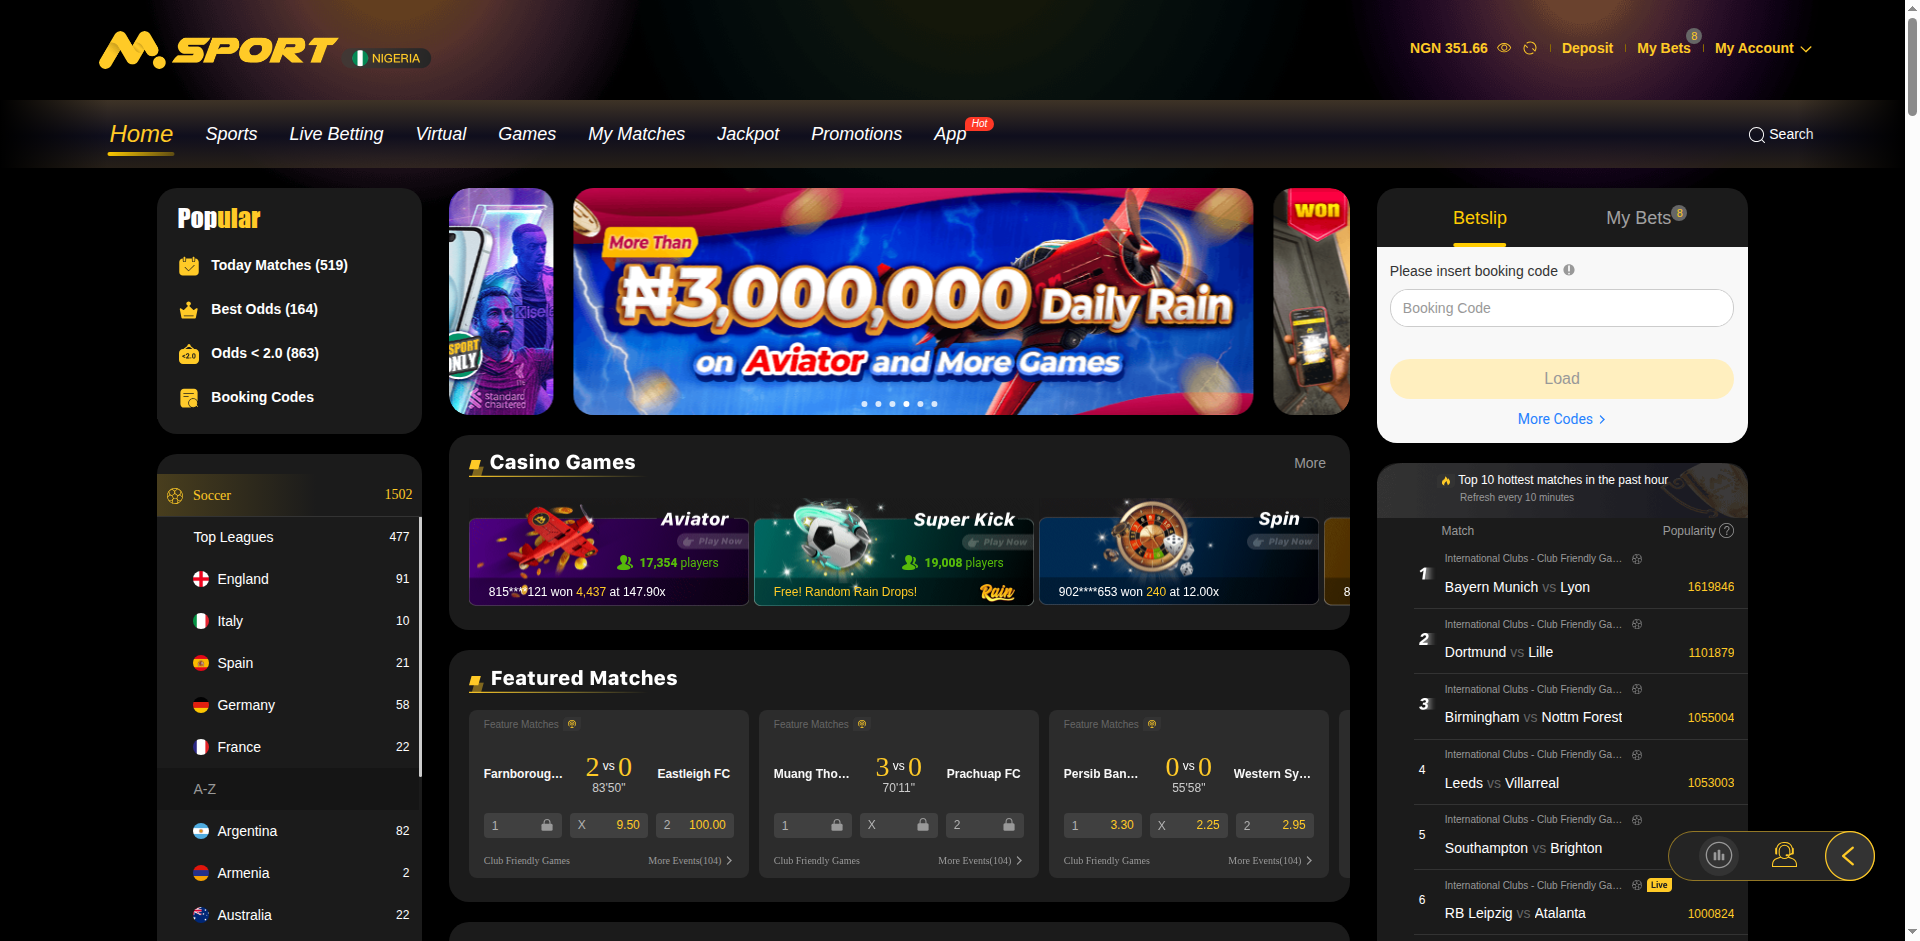 M.SPORT
NIGERIA
NGN 351.66
Deposit
My Bets
8
My Account
Home
Sports
Live Betting
Virtual
Games
My Matches
Jackpot
Promotions
App
Hot
Search
Popular
Today Matches (519)
Best Odds (164)
Odds < 2.0 (863)
Booking Codes
Soccer 1502
Top Leagues 477
England 91
Italy 10
Spain 21
Germany 58
France 22
A-Z
Argentina 82
Armenia 2
Australia 22
SPORT
ONLY
standard
chartered
More Than
₦3,000,000 Daily Rain
on Aviator and More Games
won
Casino Games
More
Aviator
Play Now
17,354 players
815****121 won 4,437 at 147.90x
Super Kick
Play Now
19,008 players
Free! Random Rain Drops!
Rain
Spin
Play Now
902****653 won 240 at 12.00x
8
Featured Matches
Feature Matches
Farnboroug... 2 vs 0 Eastleigh FC
83'50"
1
X 9.50
2 100.00
Club Friendly Games
More Events(104) >
Feature Matches
Muang Tho... 3 vs 0 Prachuap FC
70'11"
1
X
2
Club Friendly Games
More Events(104) >
Feature Matches
Persib Ban... 0 vs 0 Western Sy...
55'58"
1 3.30
X 2.25
2 2.95
Club Friendly Games
More Events(104) >
Betslip
My Bets
8
Please insert booking code
Booking Code
Load
More Codes >
Top 10 hottest matches in the past hour
Refresh every 10 minutes
Match
Popularity ?
1
International Clubs - Club Friendly Ga...
Bayern Munich vs Lyon 1619846
2
International Clubs - Club Friendly Ga...
Dortmund vs Lille 1101879
3
International Clubs - Club Friendly Ga...
Birmingham vs Nottm Forest 1055004
4
International Clubs - Club Friendly Ga...
Leeds vs Villarreal 1053003
5
International Clubs - Club Friendly Ga...
Southampton vs Brighton
6
International Clubs - Club Friendly Ga...
Live
RB Leipzig vs Atalanta 1000824